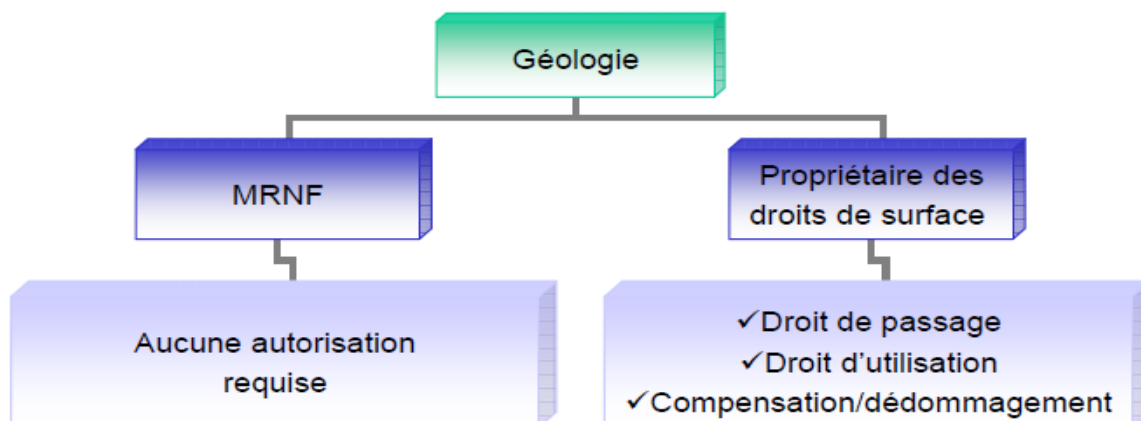 Géologie
MRNF
Propriétaire des
droits de surface
Aucune autorisation
requise
✓Droit de passage
✓Droit d’utilisation
✓Compensation/dédommagement